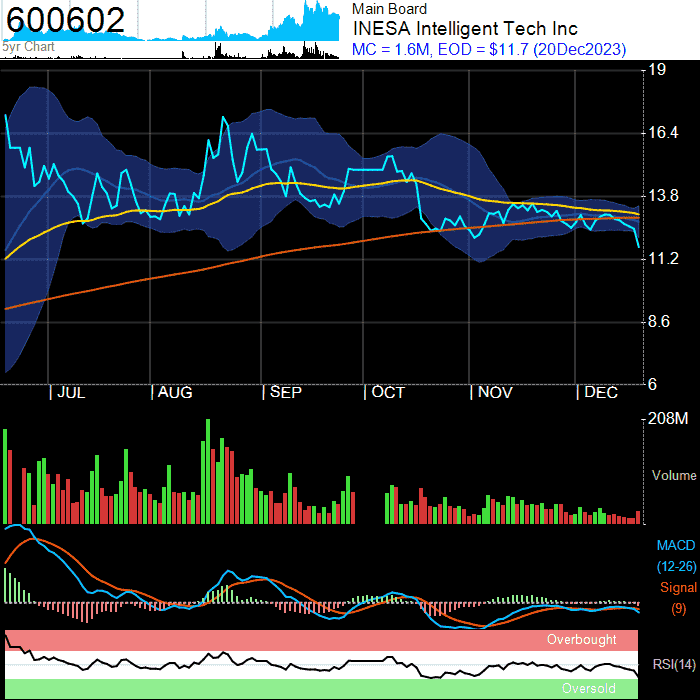 600602
5yr Chart
Main Board
INESA Intelligent Tech Inc
MC = 1.6M, EOD = $11.7 (20Dec2023)
19
16.4
13.8
11.2
8.6
6
| JUL | AUG | SEP | OCT | NOV | DEC
208M
Volume
MACD
(12-26)
Signal
(9)
Overbought
RSI(14)
Oversold